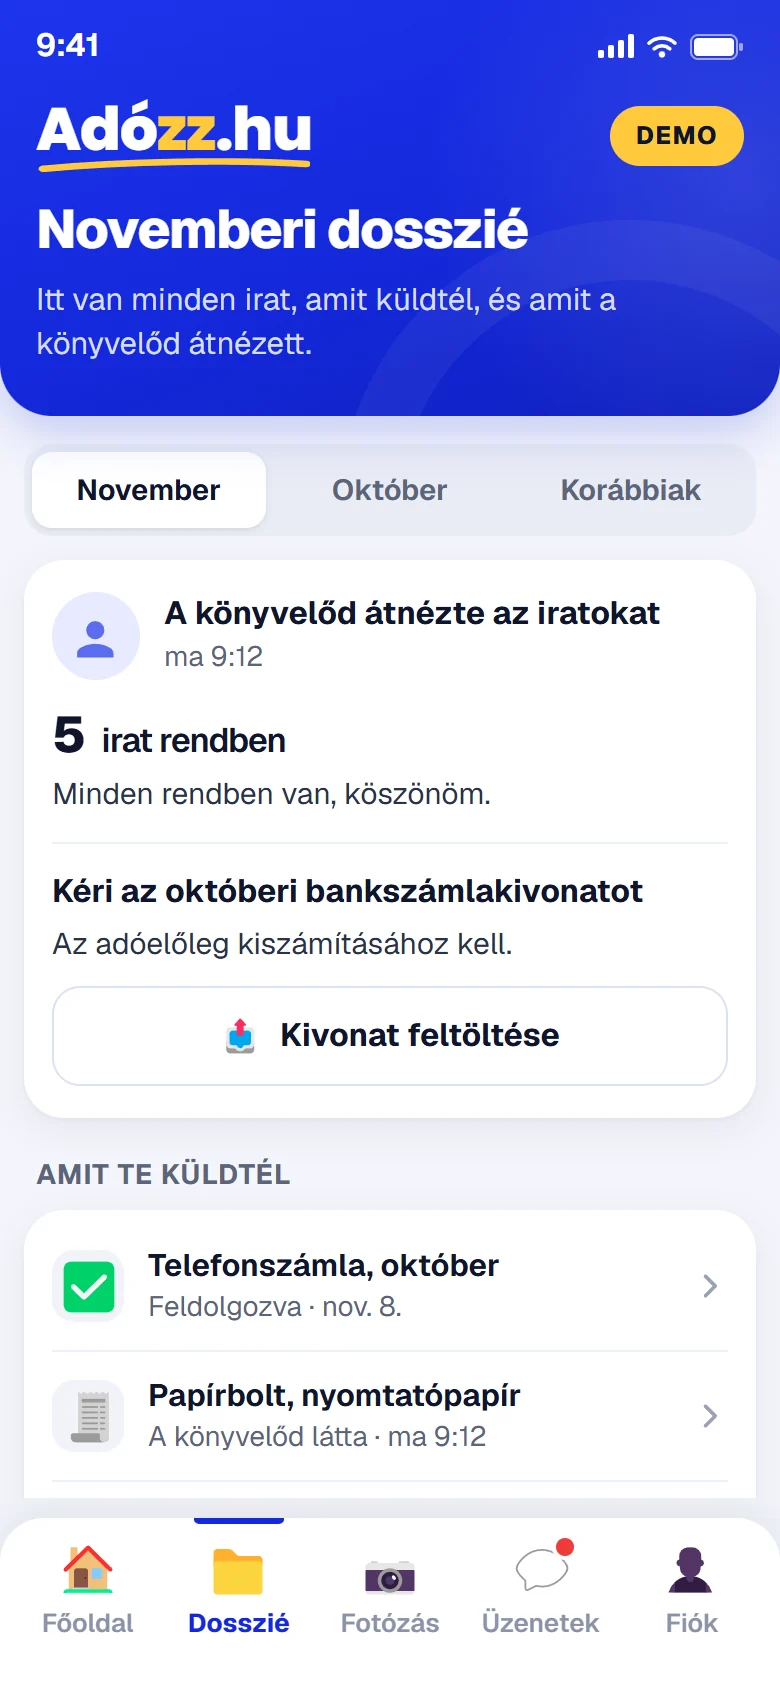 9:41
Adózz.hu
DEMO
Novemberi dosszié
Itt van minden irat, amit küldtél, és amit a
könyvelőd átnézett.
November
Október
Korábbiak
A könyvelőd átnézte az iratokat
ma 9:12
5 irat rendben
Minden rendben van, köszönöm.
Kéri az októberi bankszámlakivonatot
Az adóelőleg kiszámításához kell.
Kivonat feltöltése
AMIT TE KÜLDTÉL
Telefonszámla, október
Feldolgozva · nov. 8.
Papírbolt, nyomtatópapír
A könyvelőd látta · ma 9:12
Főoldal
Dosszié
Fotózás
Üzenetek
Fiók